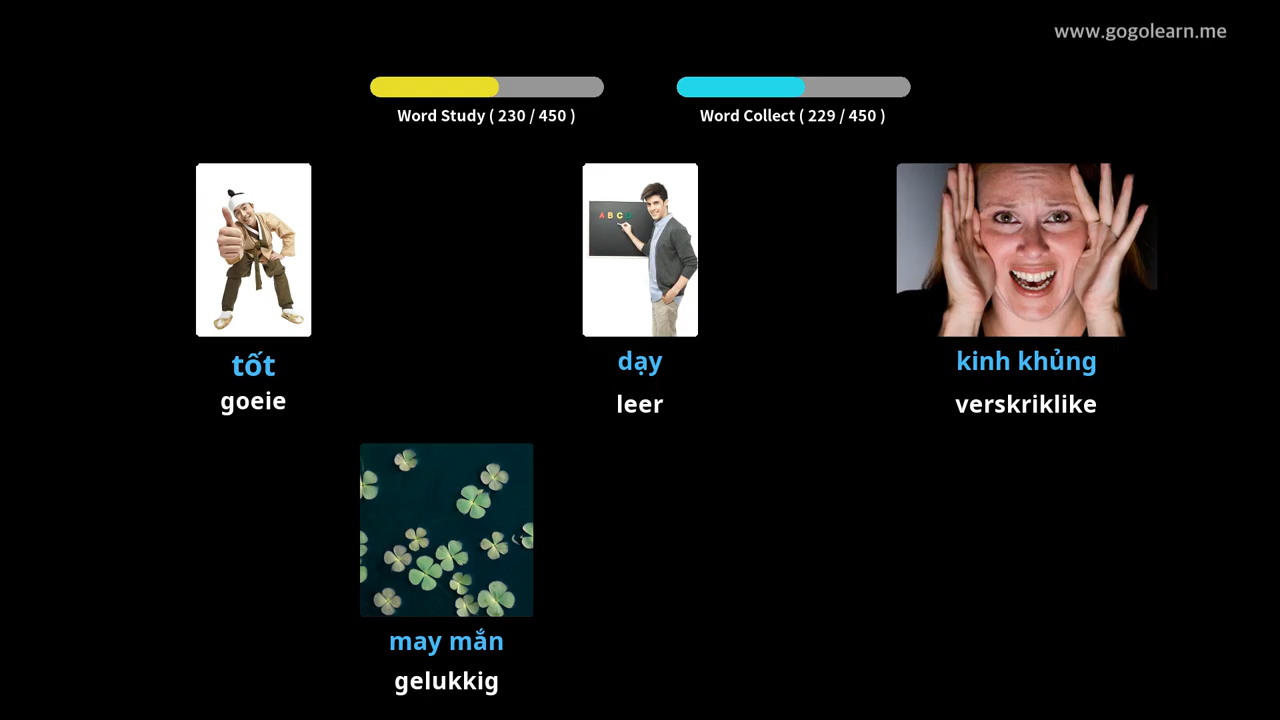 www.gogolearn.me
Word Study ( 230 / 450 )
Word Collect ( 229 / 450 )
tốt
goeie
dạy
leer
kinh khủng
verskriklike
may mắn
gelukkig